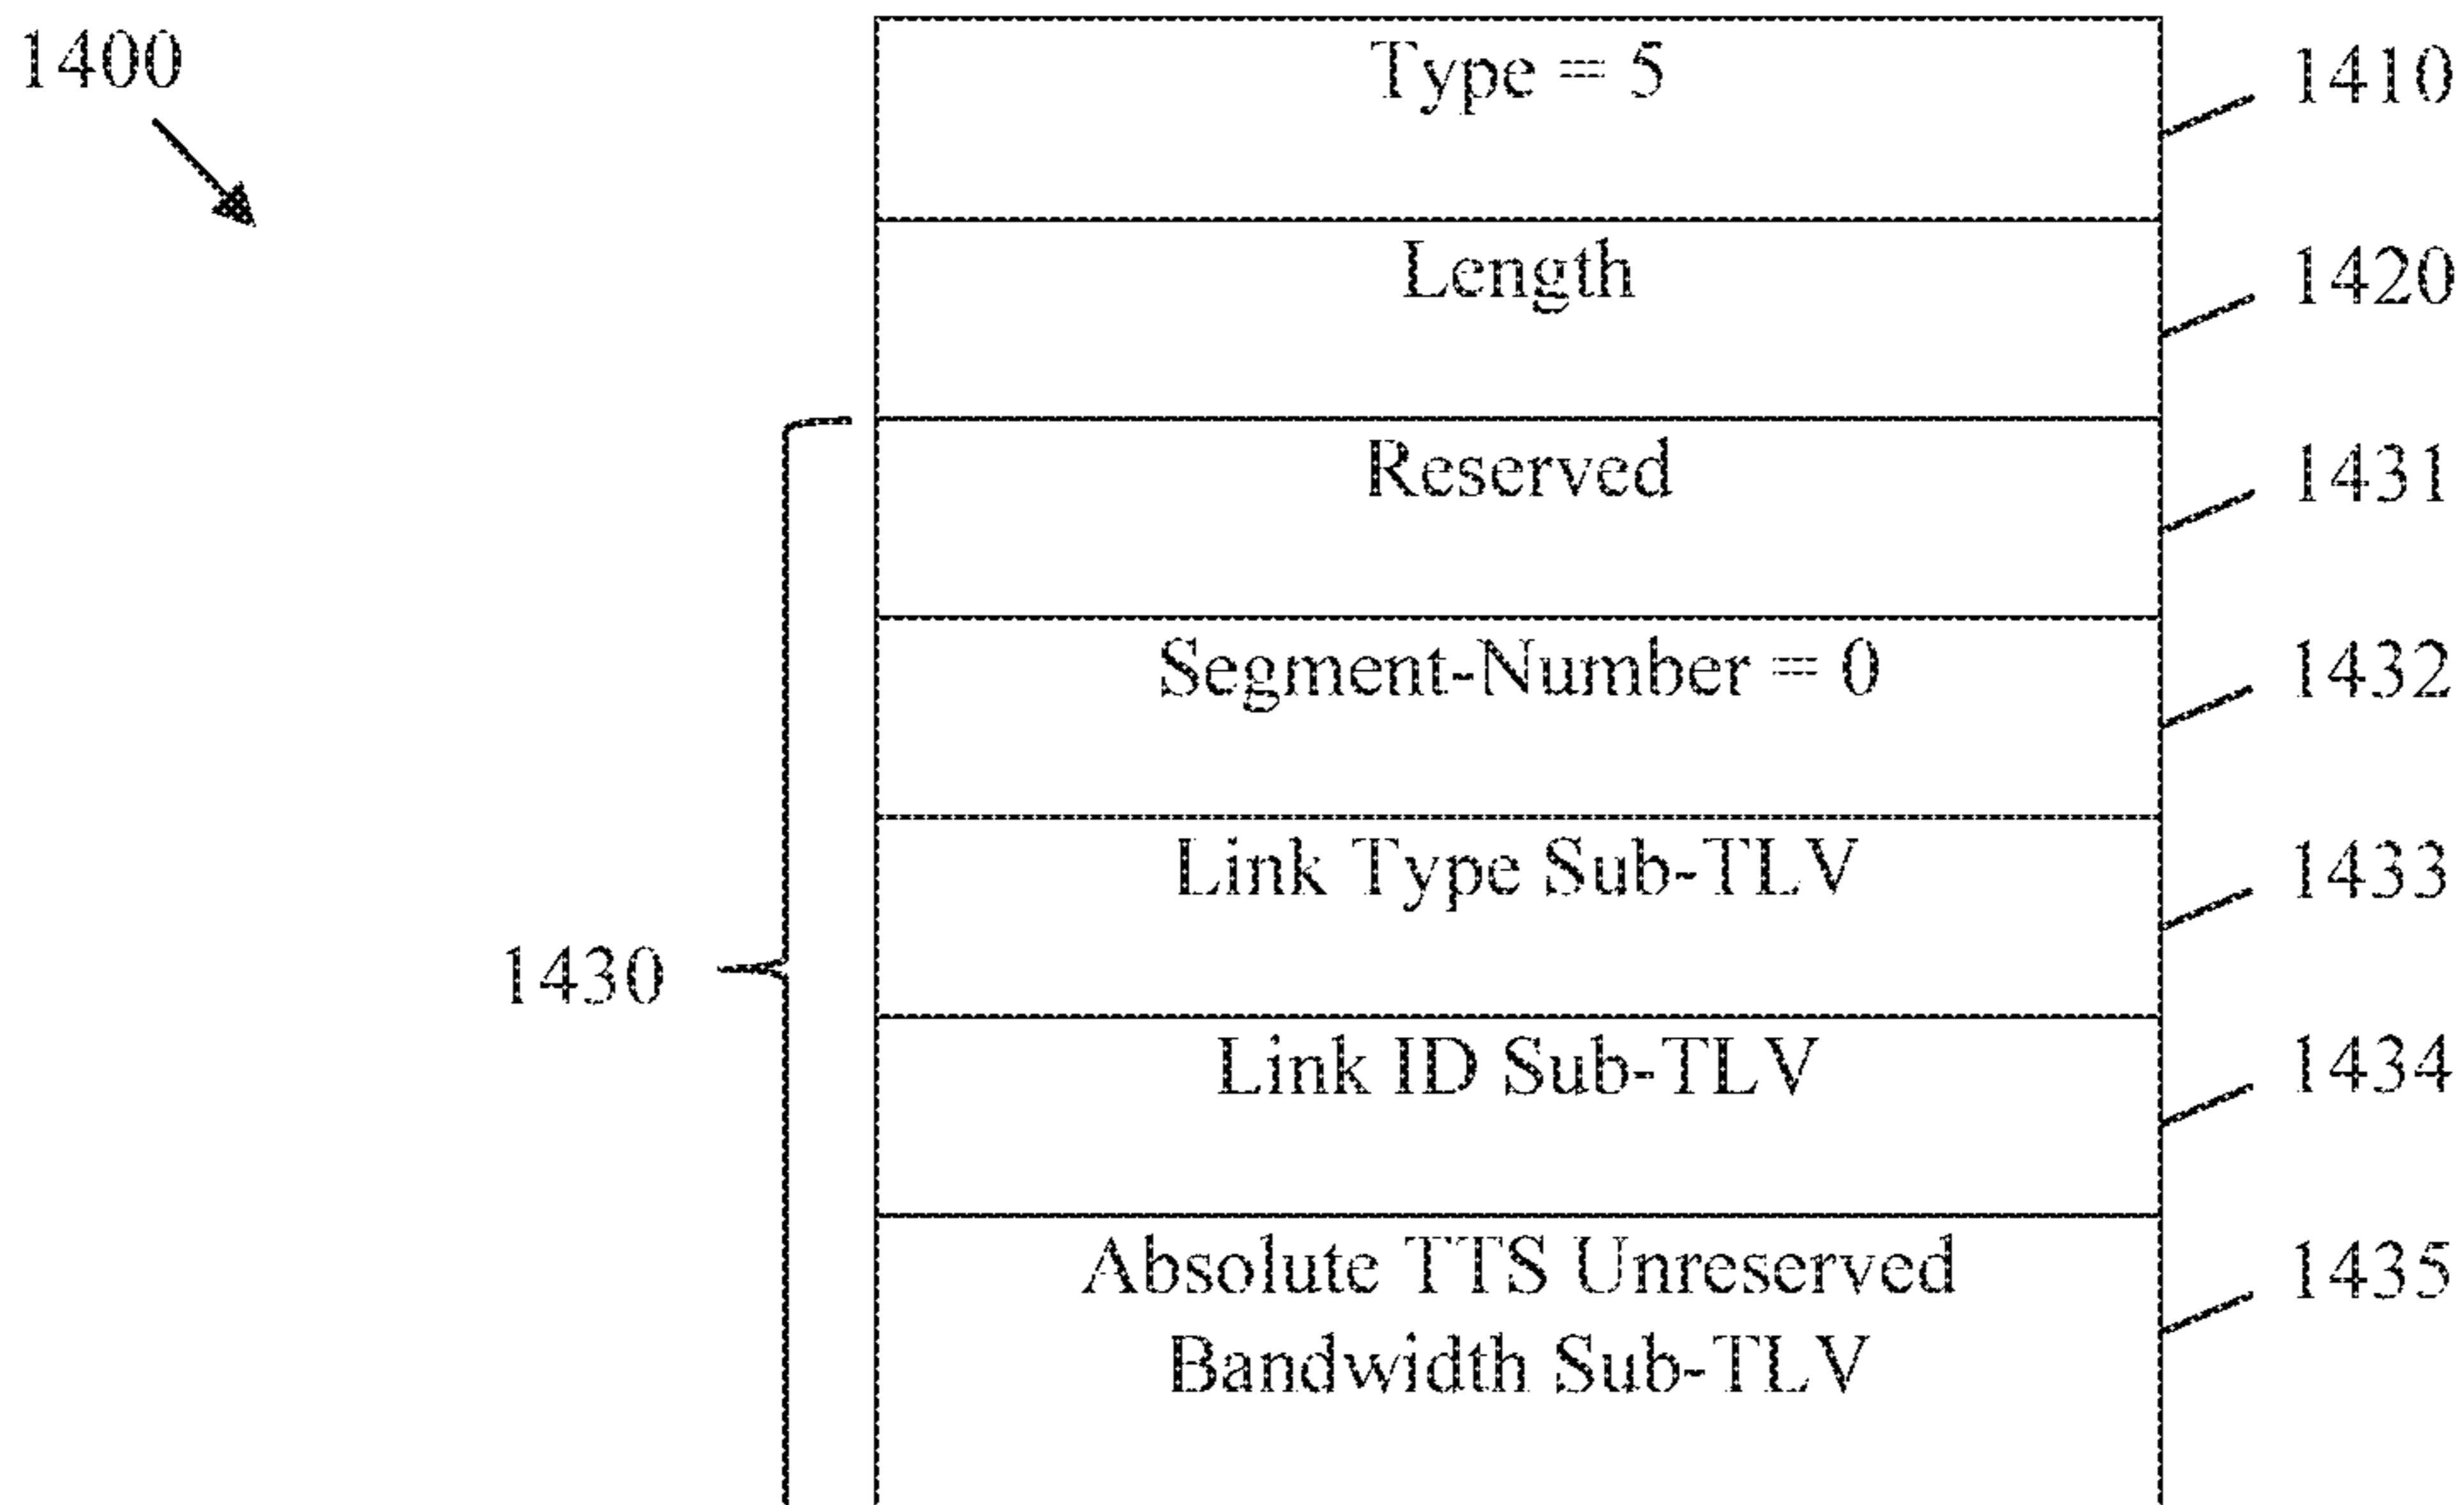 1400
Type = 5
1410
Length
1420
Reserved
1431
Segment-Number = 0
1432
Link Type Sub-TLV
1433
1430
Link ID Sub-TLV
1434
Absolute TTS Unreserved
Bandwidth Sub-TLV
1435